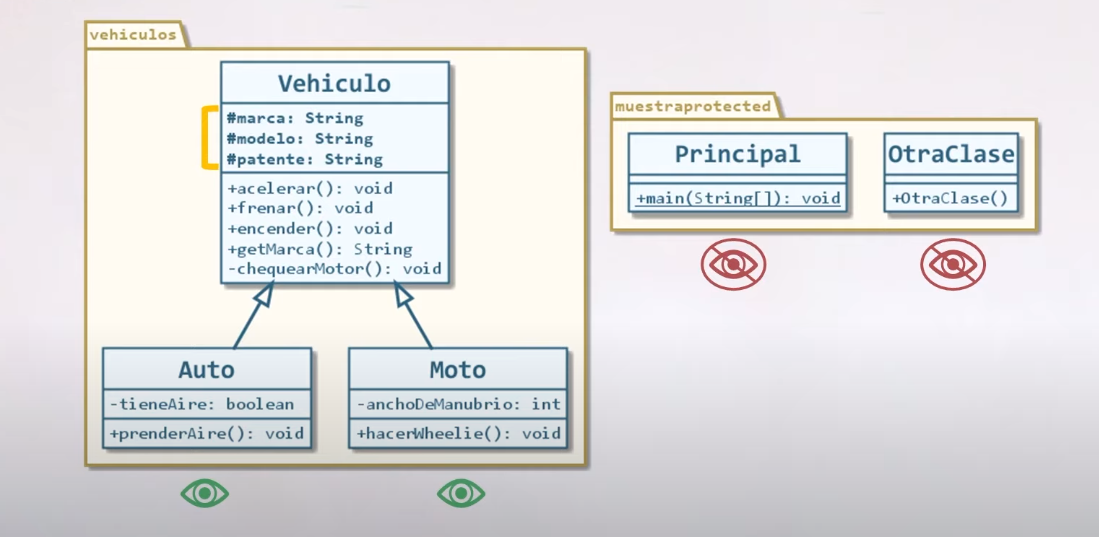 vehiculos
Vehiculo
#marca: String
#modelo: String
#patente: String
+acelerar(): void
+frenar(): void
+encender(): void
+getMarca(): String
-chequearMotor(): void
Auto
-tieneAire: boolean
+prenderAire(): void
Moto
-anchoDeManubrio: int
+hacerWheelie(): void
muestraprotected
Principal
+main(String[]): void
OtraClase
+OtraClase()